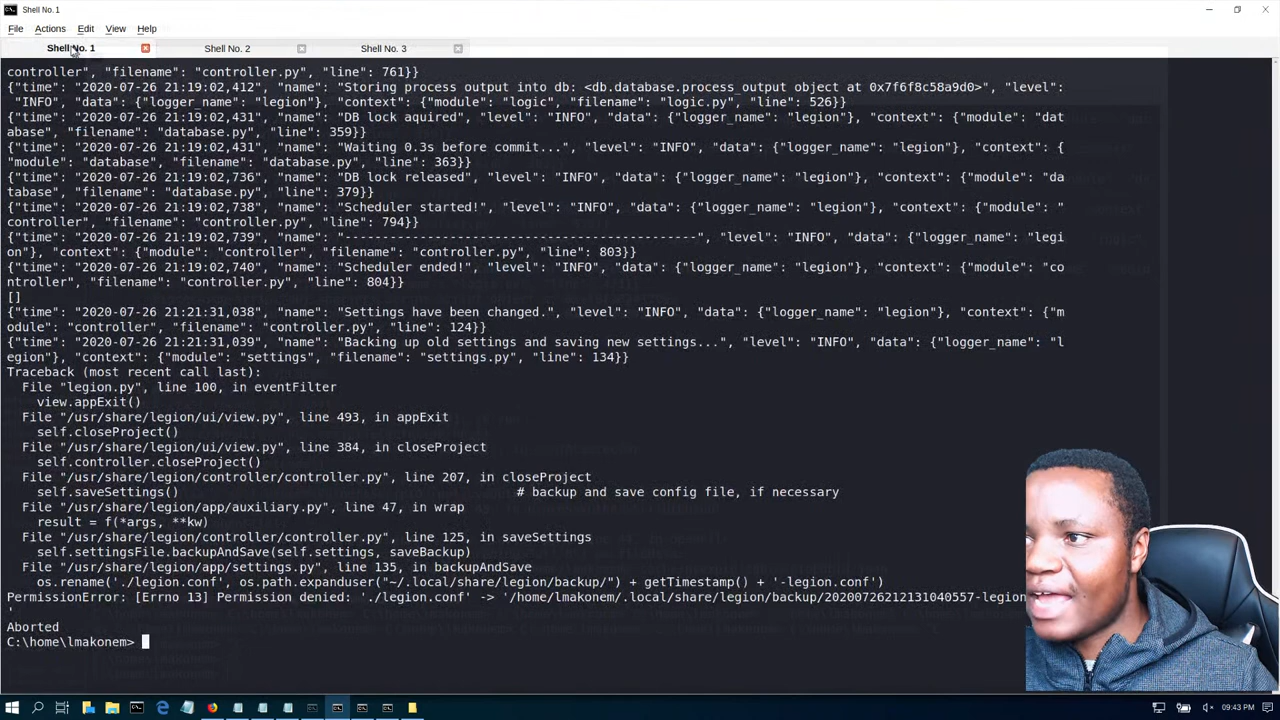 Shell No. 1
File Actions Edit View Help
Shell No. 1 Shell No. 2 Shell No. 3
controller", "filename": "controller.py", "line": 761}}
{"time": "2020-07-26 21:19:02,412", "name": "Storing process output into db: <db.database.process_output object at 0x7f6f8c58a9d0>", "level":
"INFO", "data": {"logger_name": "legion"}, "context": {"module": "logic", "filename": "logic.py", "line": 526}}
{"time": "2020-07-26 21:19:02,431", "name": "DB lock aquired", "level": "INFO", "data": {"logger_name": "legion"}, "context": {"module": "dat
abase", "filename": "database.py", "line": 359}}
{"time": "2020-07-26 21:19:02,431", "name": "Waiting 0.3s before commit...", "level": "INFO", "data": {"logger_name": "legion"}, "context": {
"module": "database", "filename": "database.py", "line": 363}}
{"time": "2020-07-26 21:19:02,736", "name": "DB lock released", "level": "INFO", "data": {"logger_name": "legion"}, "context": {"module": "da
tabase", "filename": "database.py", "line": 379}}
{"time": "2020-07-26 21:19:02,738", "name": "Scheduler started!", "level": "INFO", "data": {"logger_name": "legion"}, "context": {"module": "
controller", "filename": "controller.py", "line": 794}}
{"time": "2020-07-26 21:19:02,739", "name": "-----------------------------------------------", "level": "INFO", "data": {"logger_name": "legi
on"}, "context": {"module": "controller", "filename": "controller.py", "line": 803}}
{"time": "2020-07-26 21:19:02,740", "name": "Scheduler ended!", "level": "INFO", "data": {"logger_name": "legion"}, "context": {"module": "co
ntroller", "filename": "controller.py", "line": 804}}
[]
{"time": "2020-07-26 21:21:31,038", "name": "Settings have been changed.", "level": "INFO", "data": {"logger_name": "legion"}, "context": {"m
odule": "controller", "filename": "controller.py", "line": 124}}
{"time": "2020-07-26 21:21:31,039", "name": "Backing up old settings and saving new settings...", "level": "INFO", "data": {"logger_name": "l
egion"}, "context": {"module": "settings", "filename": "settings.py", "line": 134}}
Traceback (most recent call last):
File "legion.py", line 100, in eventFilter
view.appExit()
File "/usr/share/legion/ui/view.py", line 493, in appExit
self.closeProject()
File "/usr/share/legion/ui/view.py", line 384, in closeProject
self.controller.closeProject()
File "/usr/share/legion/controller/controller.py", line 207, in closeProject
self.saveSettings() # backup and save config file, if necessary
File "/usr/share/legion/app/auxiliary.py", line 47, in wrap
result = f(*args, **kw)
File "/usr/share/legion/controller/controller.py", line 125, in saveSettings
self.settingsFile.backupAndSave(self.settings, saveBackup)
File "/usr/share/legion/app/settings.py", line 135, in backupAndSave
os.rename('./legion.conf', os.path.expanduser("~/.local/share/legion/backup/") + getTimestamp() + '-legion.conf')
PermissionError: [Errno 13] Permission denied: './legion.conf' -> '/home/lmakonem/.local/share/legion/backup/20200726212131040557-legion
'
Aborted
C:\home\lmakonem>
09:43 PM